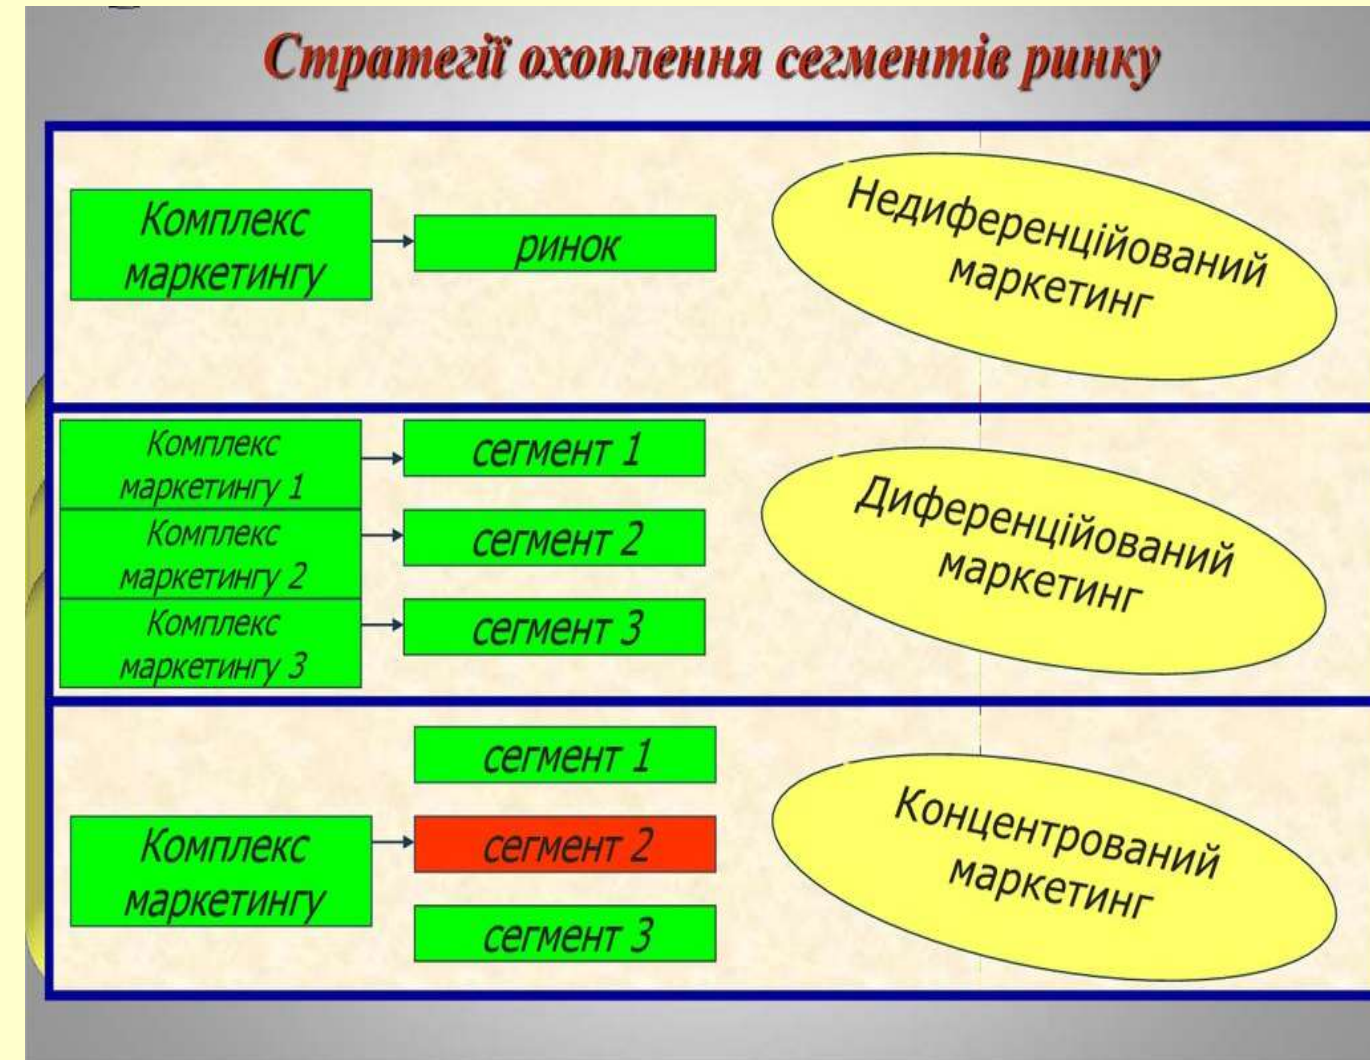 Стратегії охоплення сегментів ринку
Комплекс
маркетингу
ринок
Недиференційований
маркетинг
Комплекс
маркетингу 1
сегмент 1
Комплекс
маркетингу 2
сегмент 2
Комплекс
маркетингу 3
сегмент 3
Диференційований
маркетинг
сегмент 1
Комплекс
маркетингу
сегмент 2
сегмент 3
Концентрований
маркетинг